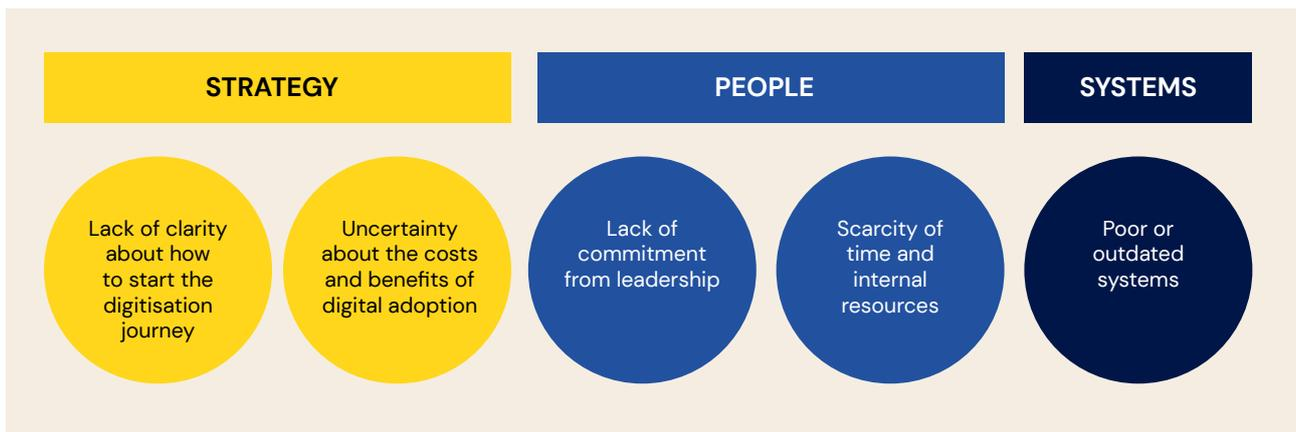 STRATEGY
PEOPLE
SYSTEMS
Lack of clarity
about how
to start the
digitisation
journey
Uncertainty
about the costs
and benefits of
digital adoption
Lack of
commitment
from leadership
Scarcity of
time and
internal
resources
Poor or
outdated
systems